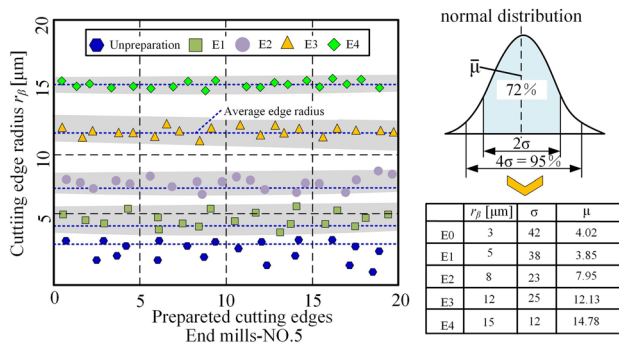 Cuttiing edge radius rβ [μm]
20
15
10
5
0
5
10
15
20
Unpreparation E1 E2 E3 E4
Average edge radius
Prepareted cutting edges
End mills-NO.5
normal distribution
μ̄
72%
2σ
4σ = 95%
rβ [μm] σ μ
E0 3 42 4.02
E1 5 38 3.85
E2 8 23 7.95
E3 12 25 12.13
E4 15 12 14.78